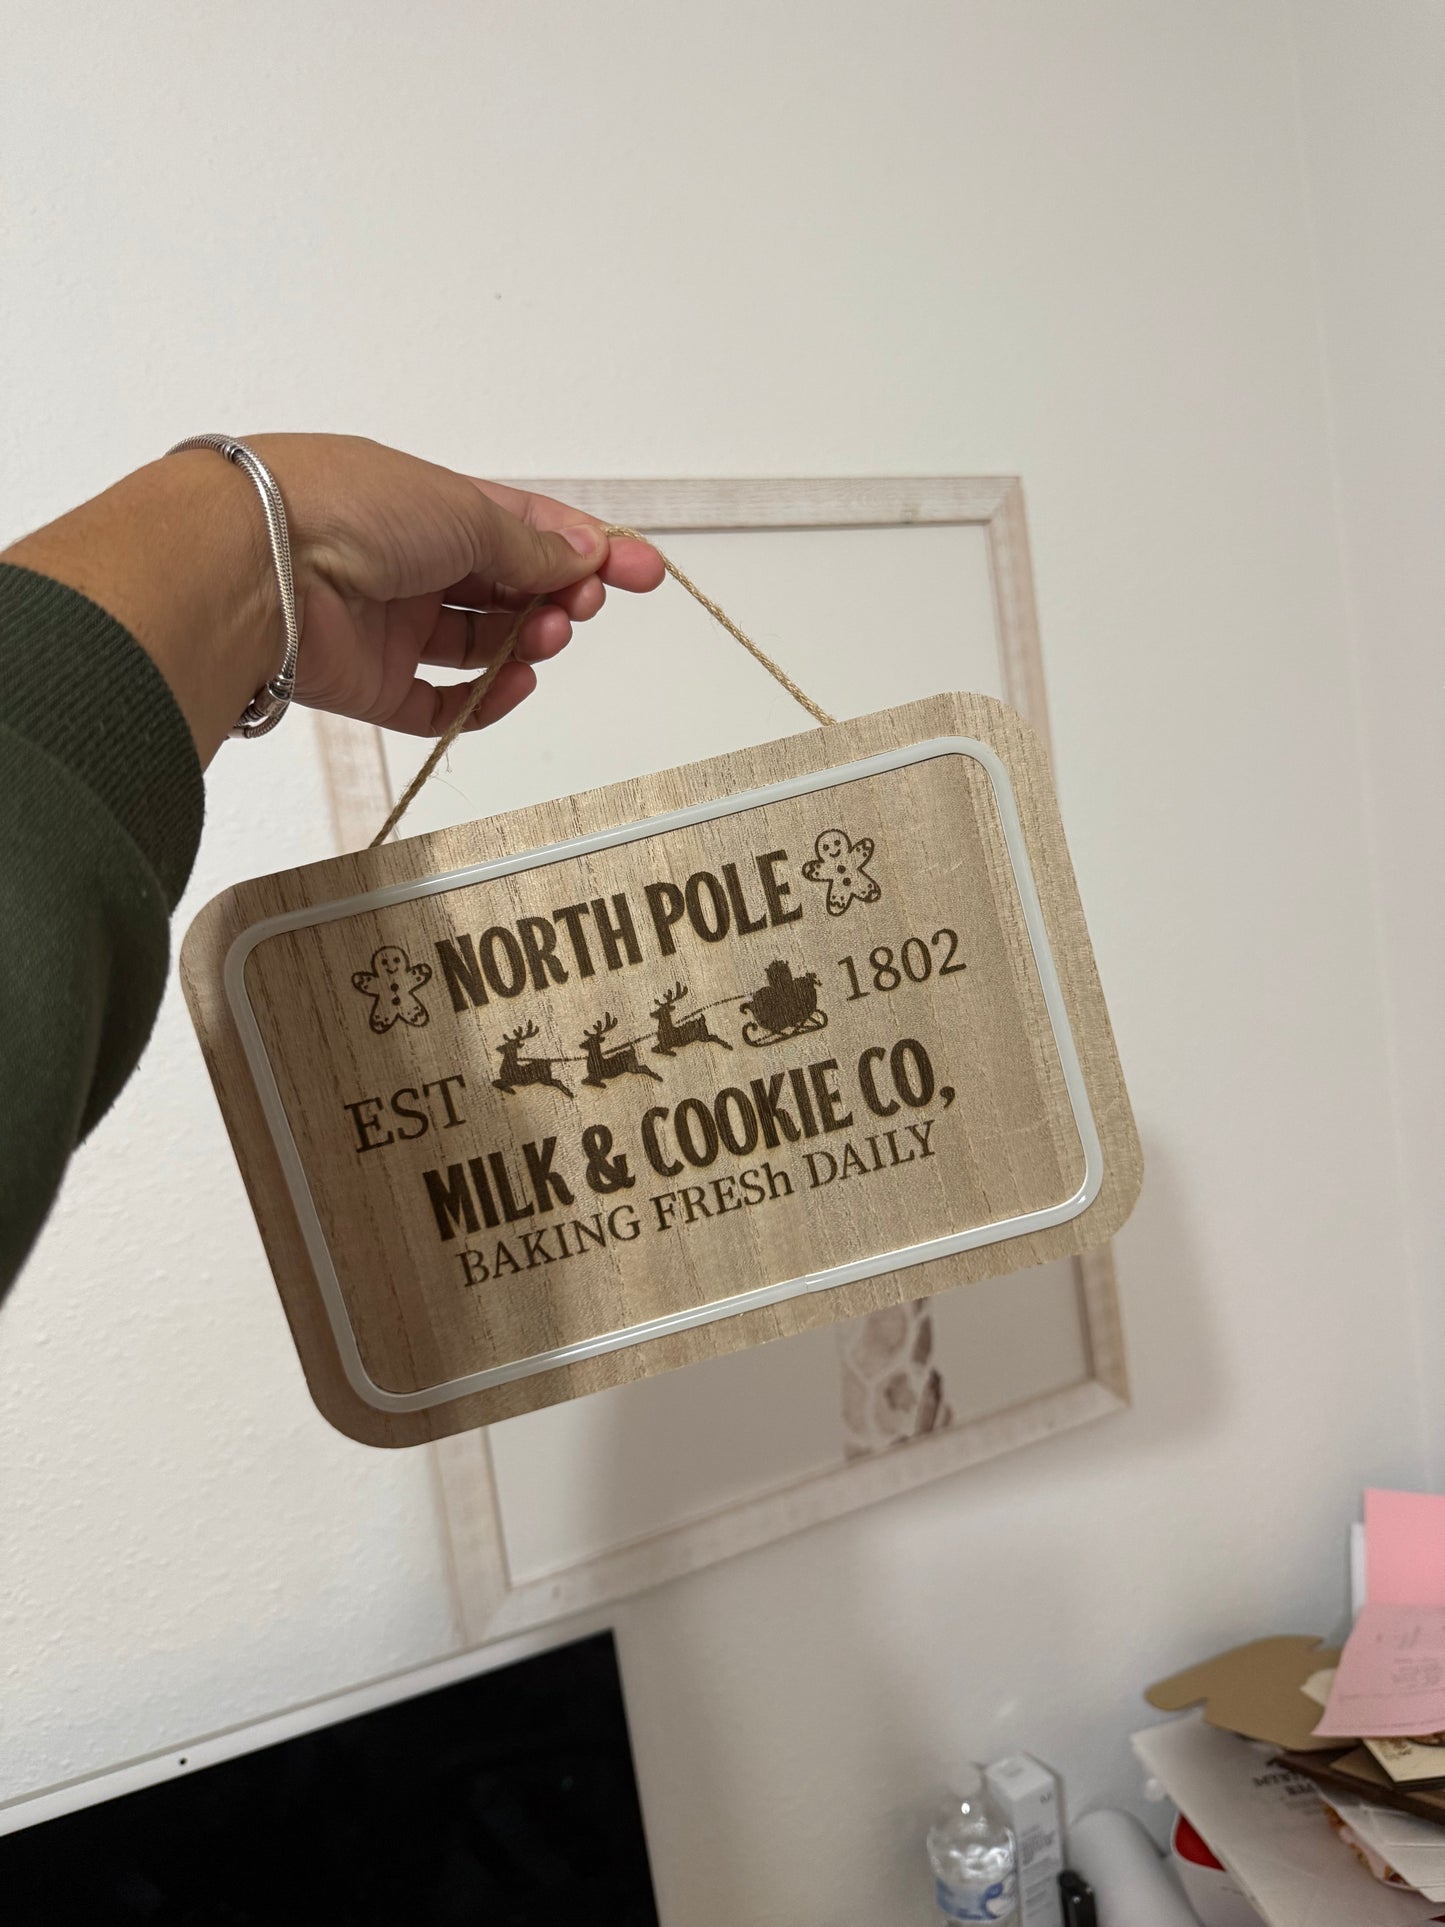 NORTH POLE
EST 1802
MILK & COOKIE CO,
BAKING FRESh DAILY